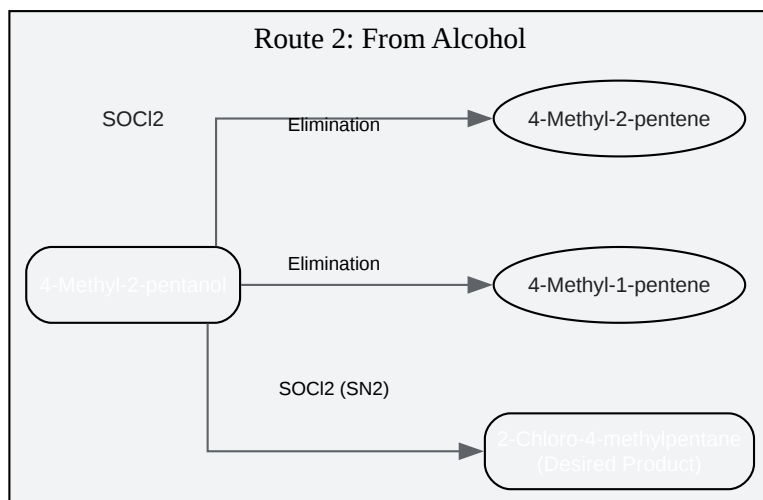 Route 2: From Alcohol
SOCl2
Elimination
4-Methyl-2-pentene
Elimination
4-Methyl-2-pentanol
4-Methyl-1-pentene
SOCl2 (SN2)
2-Chloro-4-methylpentane
(Desired Product)